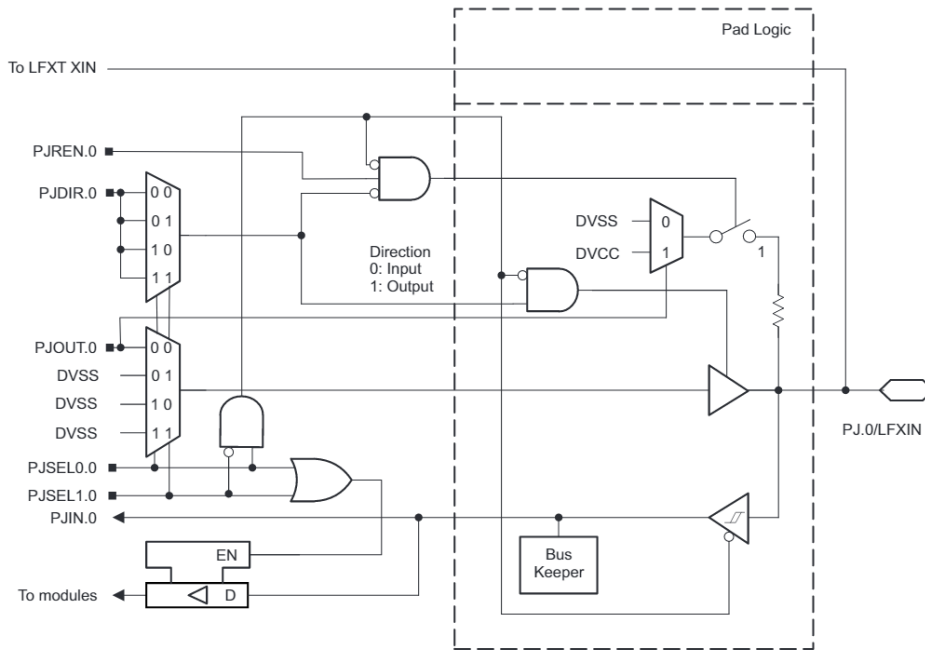 Pad Logic
To LFXT XIN
PJREN.0
PJDIR.0
0 0
0 1
1 0
1 1
DVSS
0
DVCC
1
1
Direction
0: Input
1: Output
PJOUT.0
0 0
DVSS
0 1
DVSS
1 0
DVSS
1 1
PJ.0/LFXIN
PJSEL0.0
PJSEL1.0
PJIN.0
Bus
Keeper
EN
To modules
D